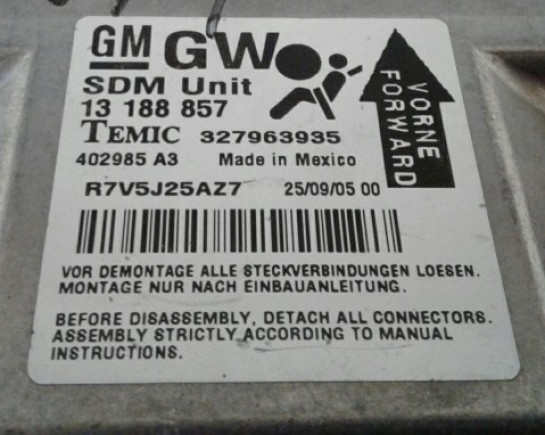 GM GW
SDM Unit
13 188 857
TEMIC 327963935
402985 A3 Made in Mexico
R7V5J25AZ7 25/09/05 00
VORNE
FORWARD
VOR DEMONTAGE ALLE STECKVERBINDUNGEN LOESEN.
MONTAGE NUR NACH EINBAUANLEITUNG.
BEFORE DISASSEMBLY, DETACH ALL CONNECTORS.
ASSEMBLY STRICTLY ACCORDING TO MANUAL
INSTRUCTIONS.